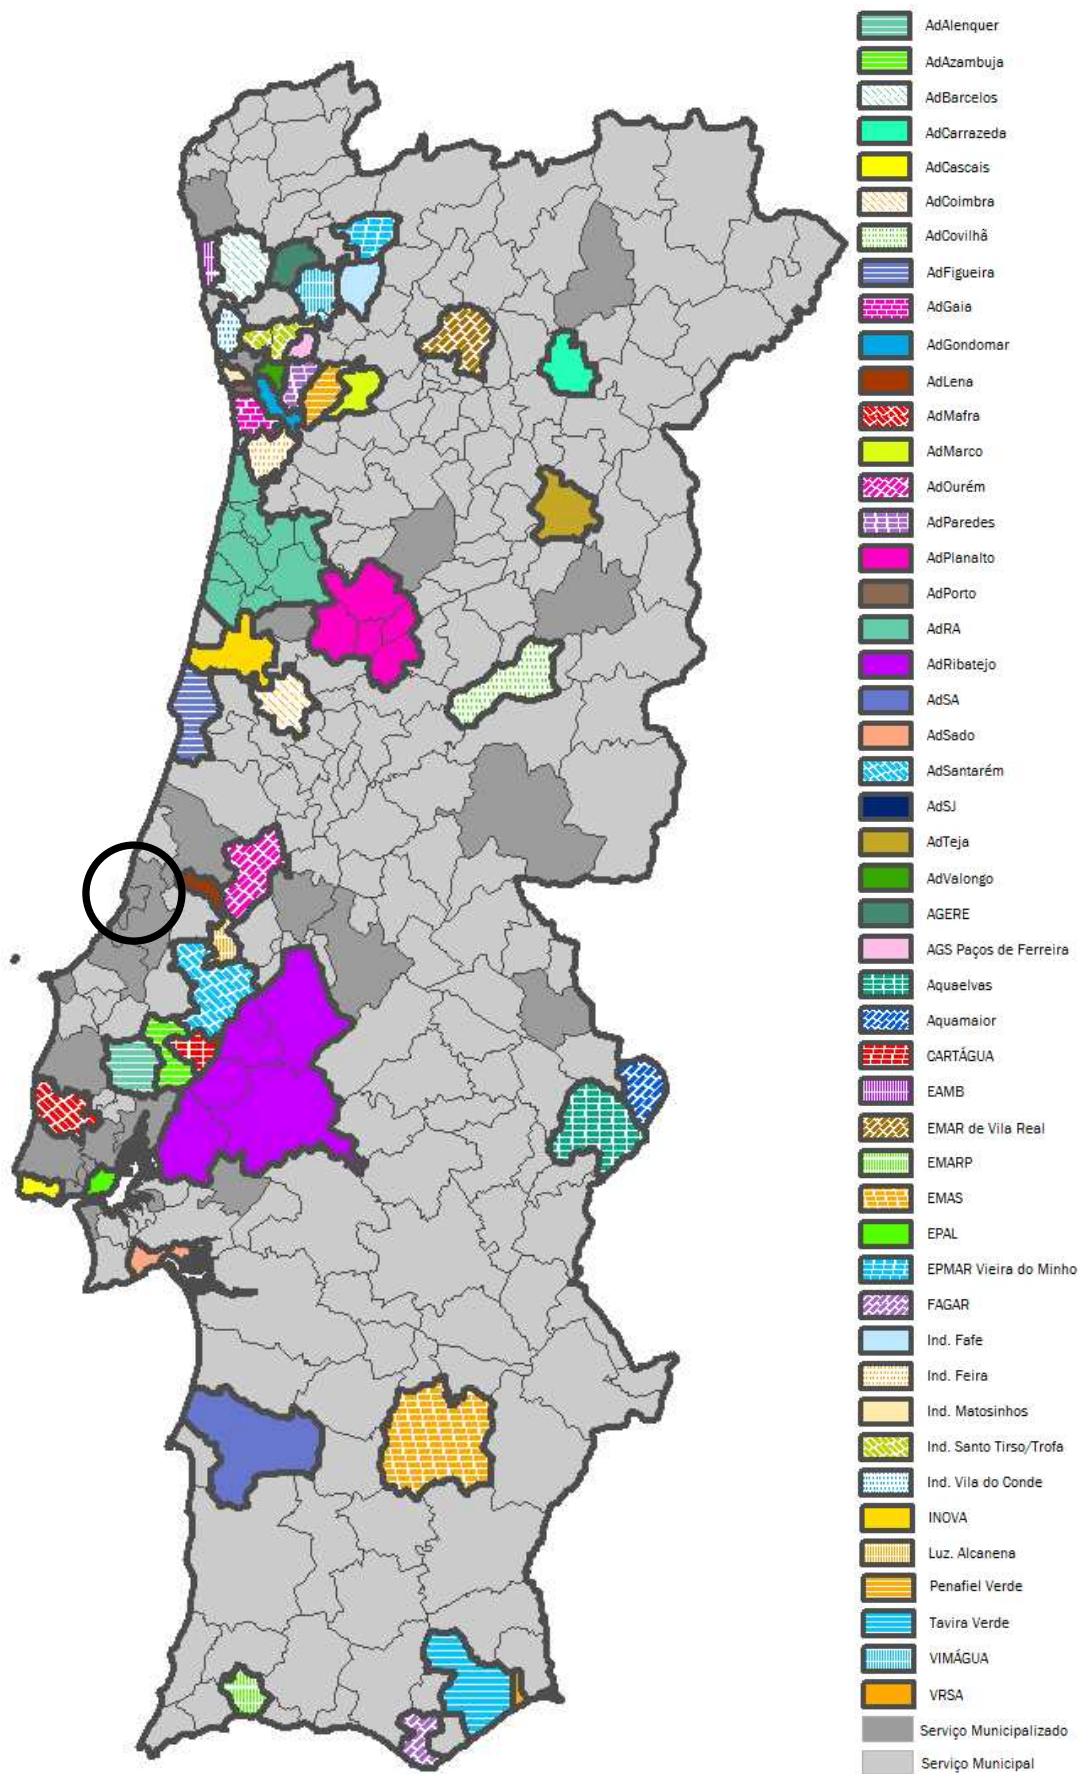 AdAlenquer
AdAzambuja
AdBarcelos
AdCarrazeda
AdCascais
AdCoimbra
AdCovilhã
AdFigueira
AdGaia
AdGondomar
AdLena
AdMafra
AdMarco
AdOurém
AdParedes
AdPlanalto
AdPorto
AdRA
AdRibatejo
AdSA
AdSado
AdSantarém
AdSJ
AdTeja
AdValongo
AGERE
AGS Paços de Ferreira
Aquaelvas
Aquamaior
CARTÁGUA
EAMB
EMAR de Vila Real
EMARP
EMAS
EPAL
EPMAR Vieira do Minho
FAGAR
Ind. Fafe
Ind. Feira
Ind. Matosinhos
Ind. Santo Tirso/Trofa
Ind. Vila do Conde
INOVA
Luz. Alcanena
Penafiel Verde
Tavira Verde
VIMÁGUA
VRSA
Serviço Municipalizado
Serviço Municipal